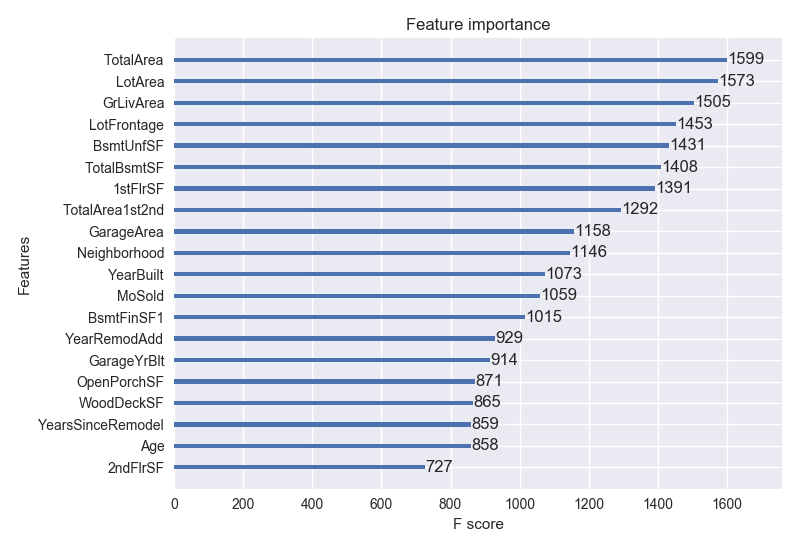 Feature importance
Features
TotalArea 1599
LotArea 1573
GrLivArea 1505
LotFrontage 1453
BsmtUnfSF 1431
TotalBsmtSF 1408
1stFlrSF 1391
TotalArea1st2nd 1292
GarageArea 1158
Neighborhood 1146
YearBuilt 1073
MoSold 1059
BsmtFinSF1 1015
YearRemodAdd 929
GarageYrBlt 914
OpenPorchSF 871
WoodDeckSF 865
YearsSinceRemodel 859
Age 858
2ndFlrSF 727
0 200 400 600 800 1000 1200 1400 1600
F score